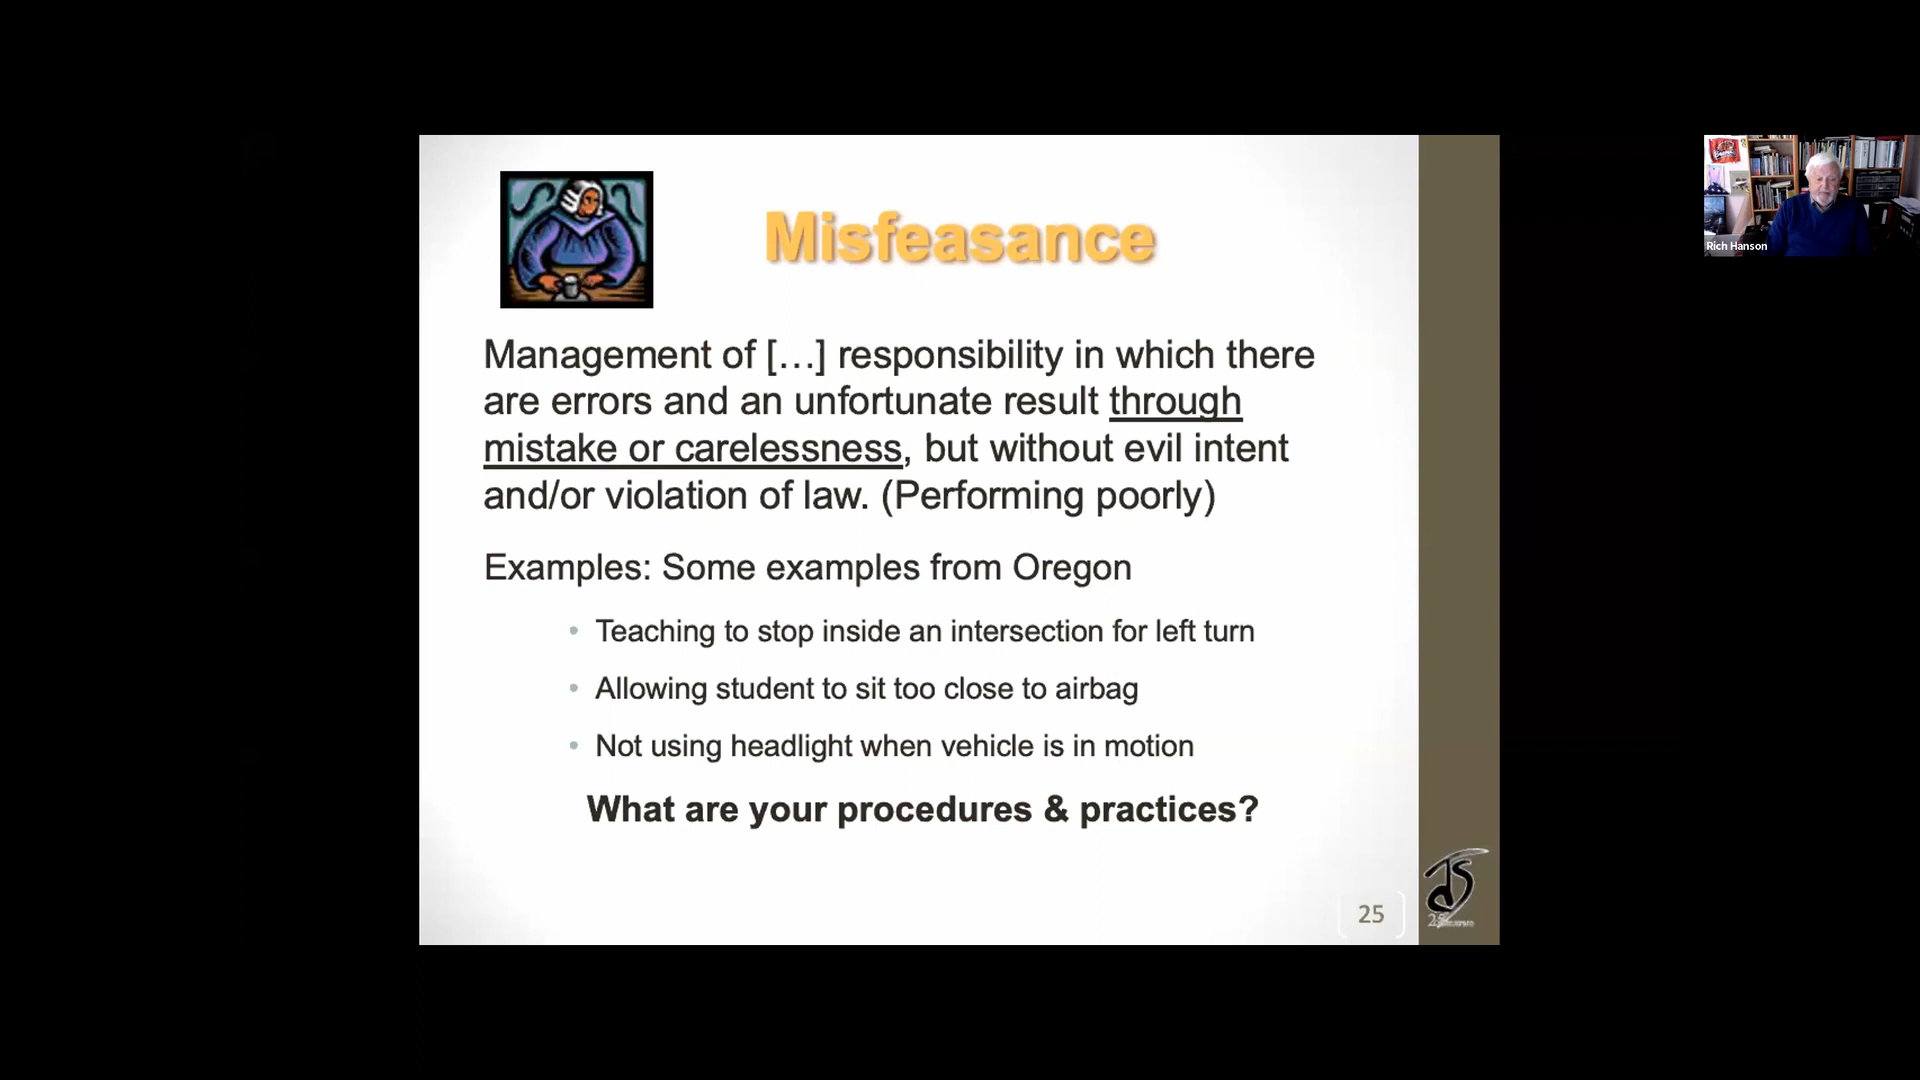 Misfeasance
Management of […] responsibility in which there
are errors and an unfortunate result through
mistake or carelessness, but without evil intent
and/or violation of law. (Performing poorly)
Examples: Some examples from Oregon
• Teaching to stop inside an intersection for left turn
• Allowing student to sit too close to airbag
• Not using headlight when vehicle is in motion
What are your procedures & practices?
25
Rich Hanson